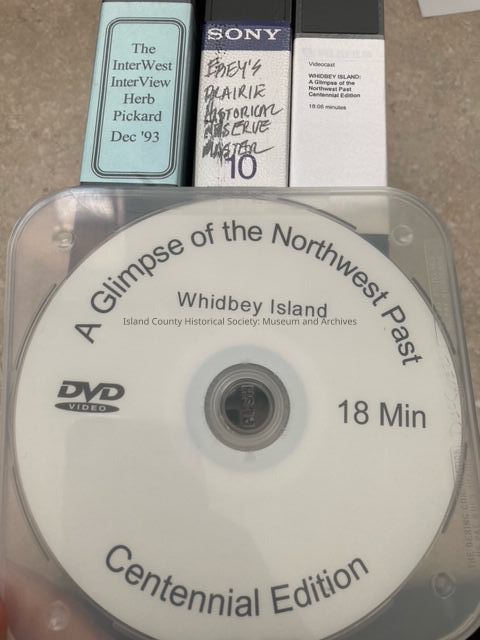 The
InterWest
InterView
Herb
Pickard
Dec '93
SONY
EBEY'S
PRAIRIE
HISTORICAL
RESERVE
MASTER
10
Videocast
WHIDBEY ISLAND:
A Glimpse of the
Northwest Past
Centennial Edition
18:06 minutes
A Glimpse of the Northwest Past
Whidbey Island
Island County Historical Society: Museum and Archives
DVD
VIDEO
18 Min
PUSH
Centennial Edition